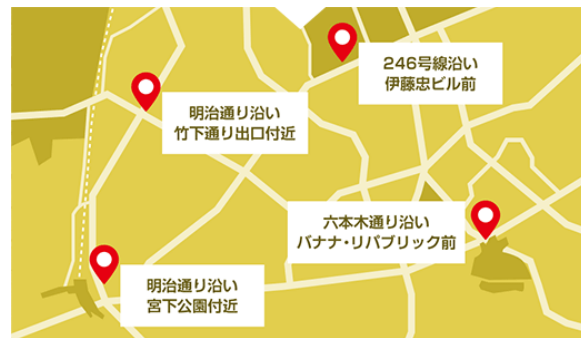 246号線沿い
伊藤忠ビル前
明治通り沿い
竹下通り出口付近
六本木通り沿い
バナナ・リパブリック前
明治通り沿い
宮下公園付近